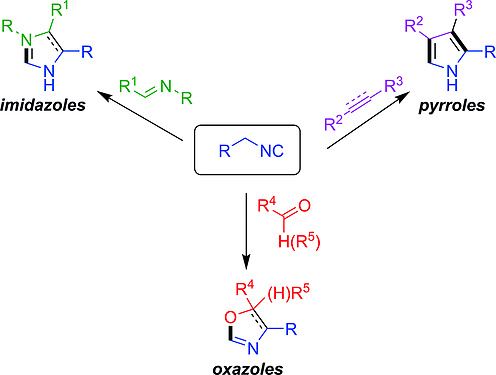 R
R¹
N
R
N
H
imidazoles
R¹
N
R
R³
R²
R² R³
R
N
H
pyrroles
R NC
R⁴
O
H(R⁵)
R⁴
(H)R⁵
O
R
N
oxazoles